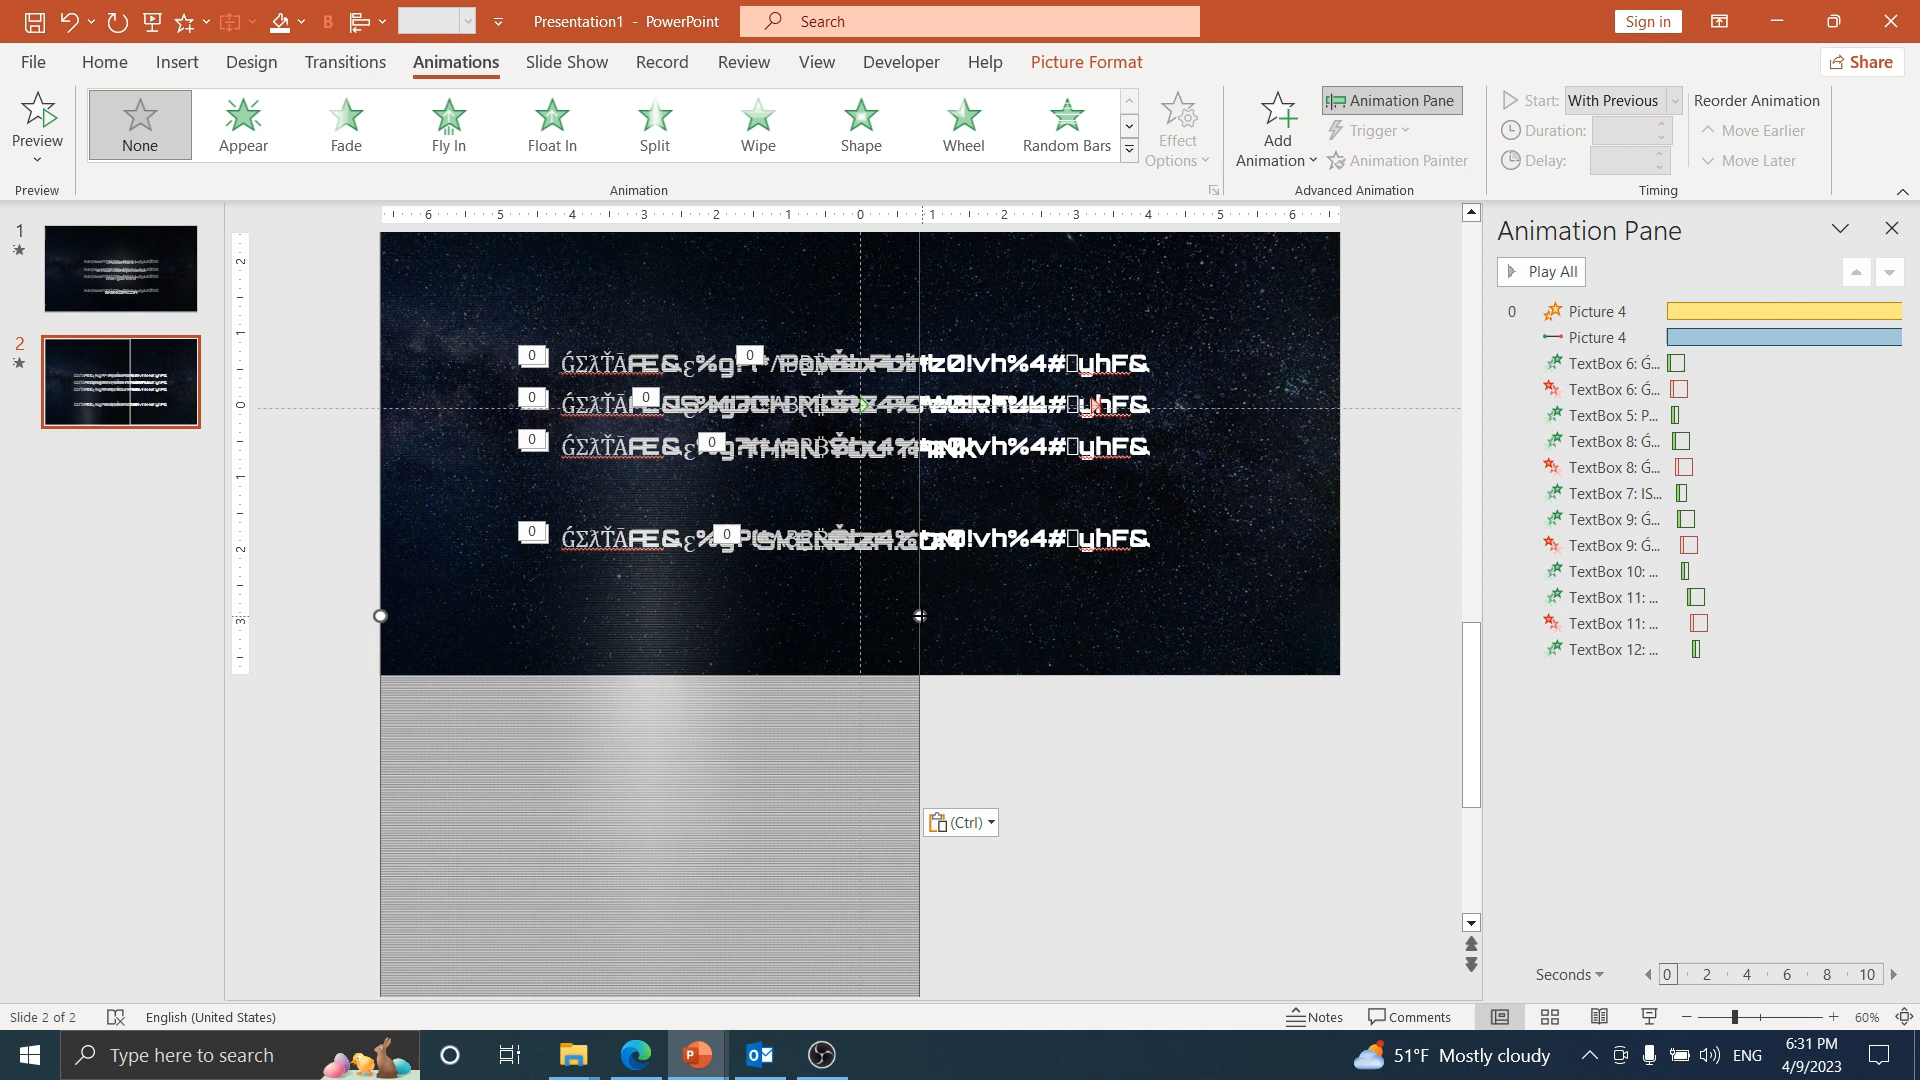 Presentation1 - PowerPoint
Search
Sign in
File Home Insert Design Transitions Animations Slide Show Record Review View Developer Help Picture Format
Share
Preview
None Appear Fade Fly In Float In Split Wipe Shape Wheel Random Bars
Effect Options
Add Animation
Animation Pane
Trigger
Animation Painter
Start: With Previous
Duration:
Delay:
Reorder Animation
Move Earlier
Move Later
Preview
Animation
Advanced Animation
Timing
1
2
Animation Pane
Play All
0 Picture 4
Picture 4
TextBox 6: Ǵ...
TextBox 6: Ǵ...
TextBox 5: P...
TextBox 8: Ǵ...
TextBox 8: Ǵ...
TextBox 7: IS...
TextBox 9: Ǵ...
TextBox 9: Ǵ...
TextBox 10: ...
TextBox 11: ...
TextBox 11: ...
TextBox 12: ...
(Ctrl)
Seconds 0 2 4 6 8 10
Slide 2 of 2
English (United States)
Notes
Comments
60%
Type here to search
51°F Mostly cloudy
ENG
6:31 PM
4/9/2023